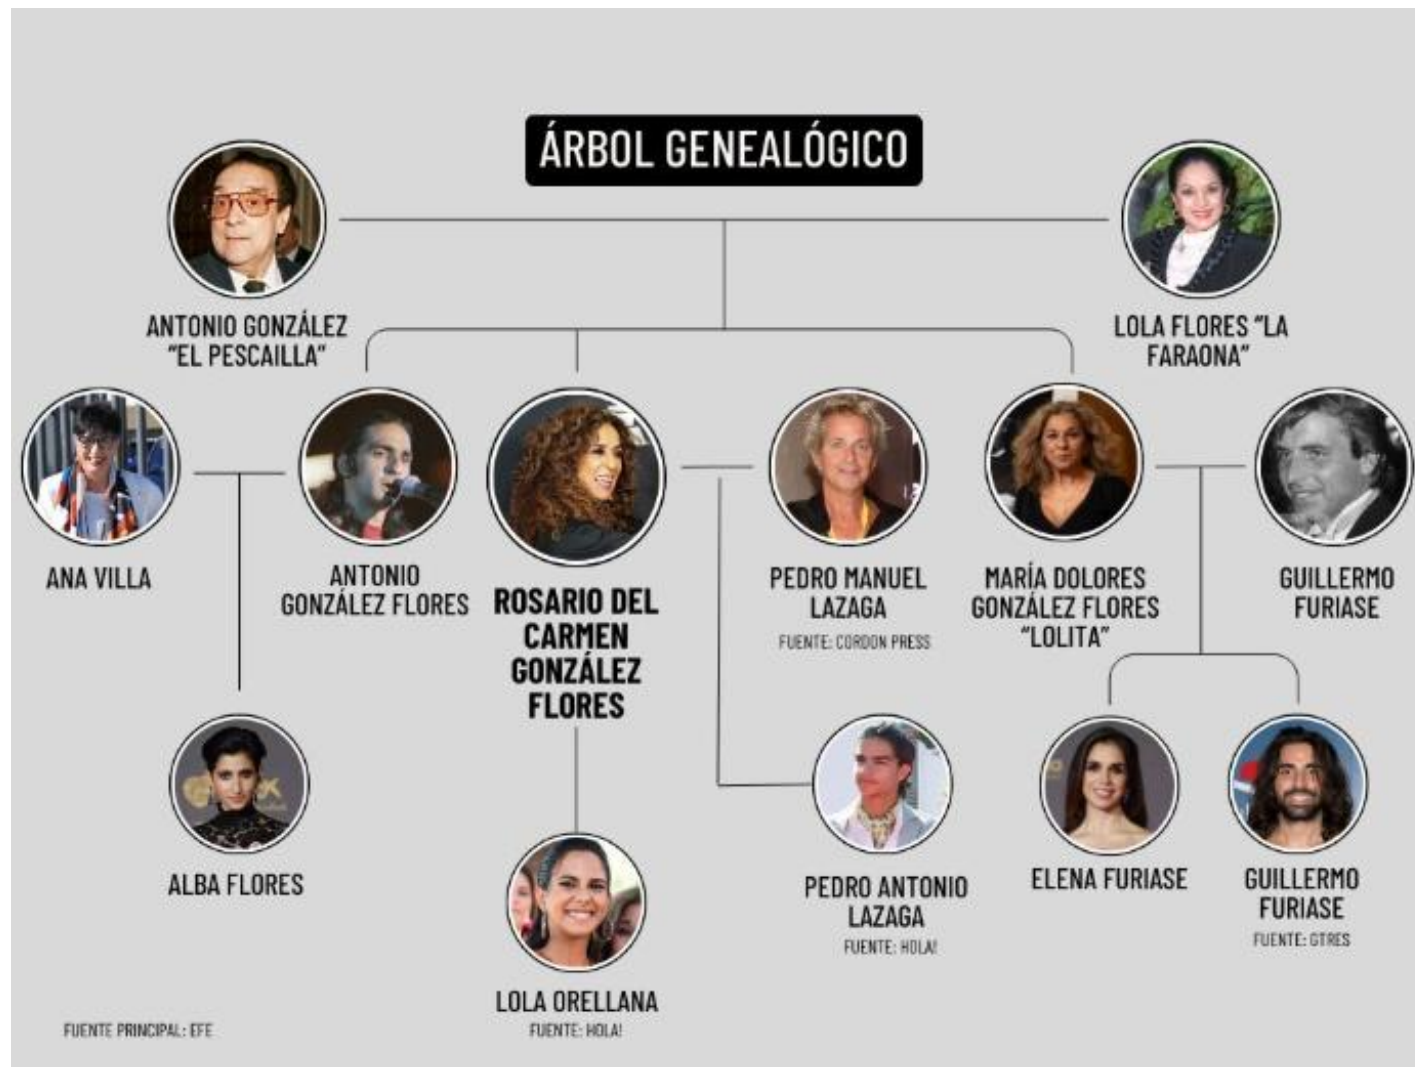 ÁRBOL GENEALÓGICO
ANTONIO GONZÁLEZ
“EL PESCAILLA”
LOLA FLORES “LA
FARAONA”
ANA VILLA
ANTONIO
GONZÁLEZ FLORES
ROSARIO DEL
CARMEN
GONZÁLEZ
FLORES
PEDRO MANUEL
LAZAGA
FUENTE: CORDON PRESS
MARÍA DOLORES
GONZÁLEZ FLORES
“LOLITA”
GUILLERMO
FURIASE
ALBA FLORES
LOLA ORELLANA
FUENTE: HOLA!
PEDRO ANTONIO
LAZAGA
FUENTE: HOLA!
ELENA FURIASE
GUILLERMO
FURIASE
FUENTE: GTRES
FUENTE PRINCIPAL: EFE